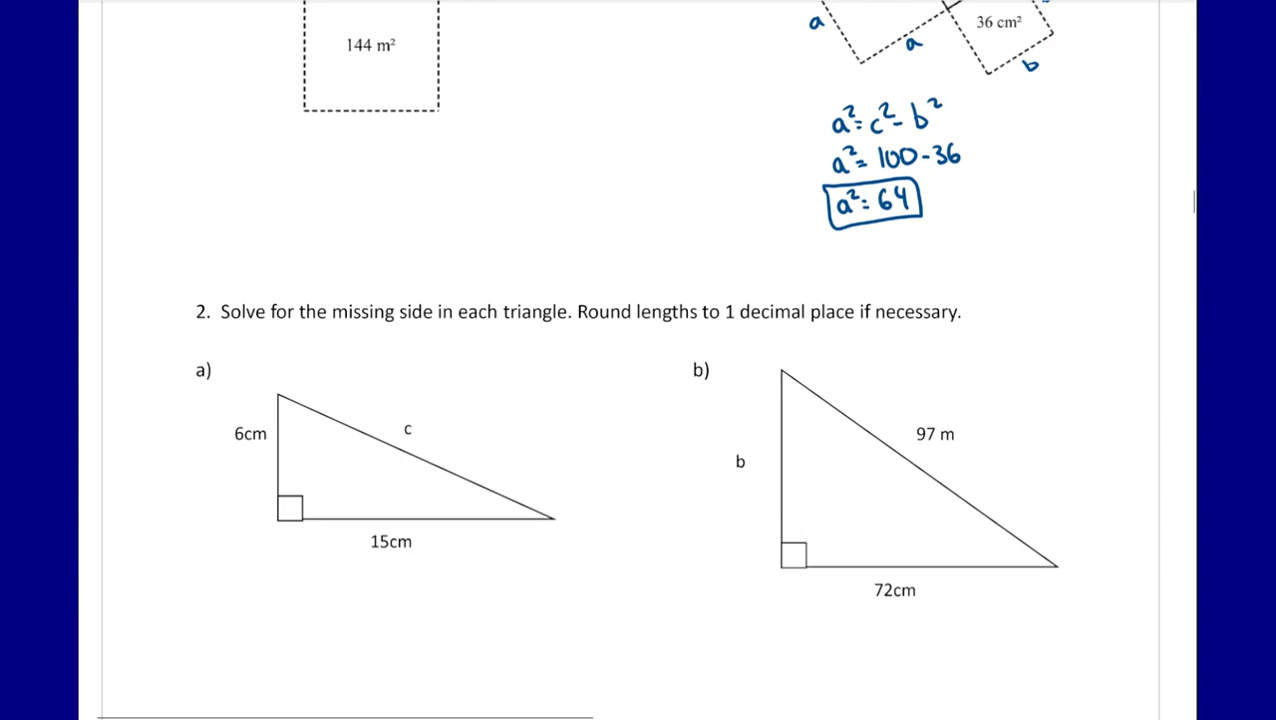 144 m²
a
a
36 cm²
b
a² = c² - b²
a² = 100 - 36
a² = 64
2. Solve for the missing side in each triangle. Round lengths to 1 decimal place if necessary.
a)
b)
6cm
c
15cm
97 m
b
72cm